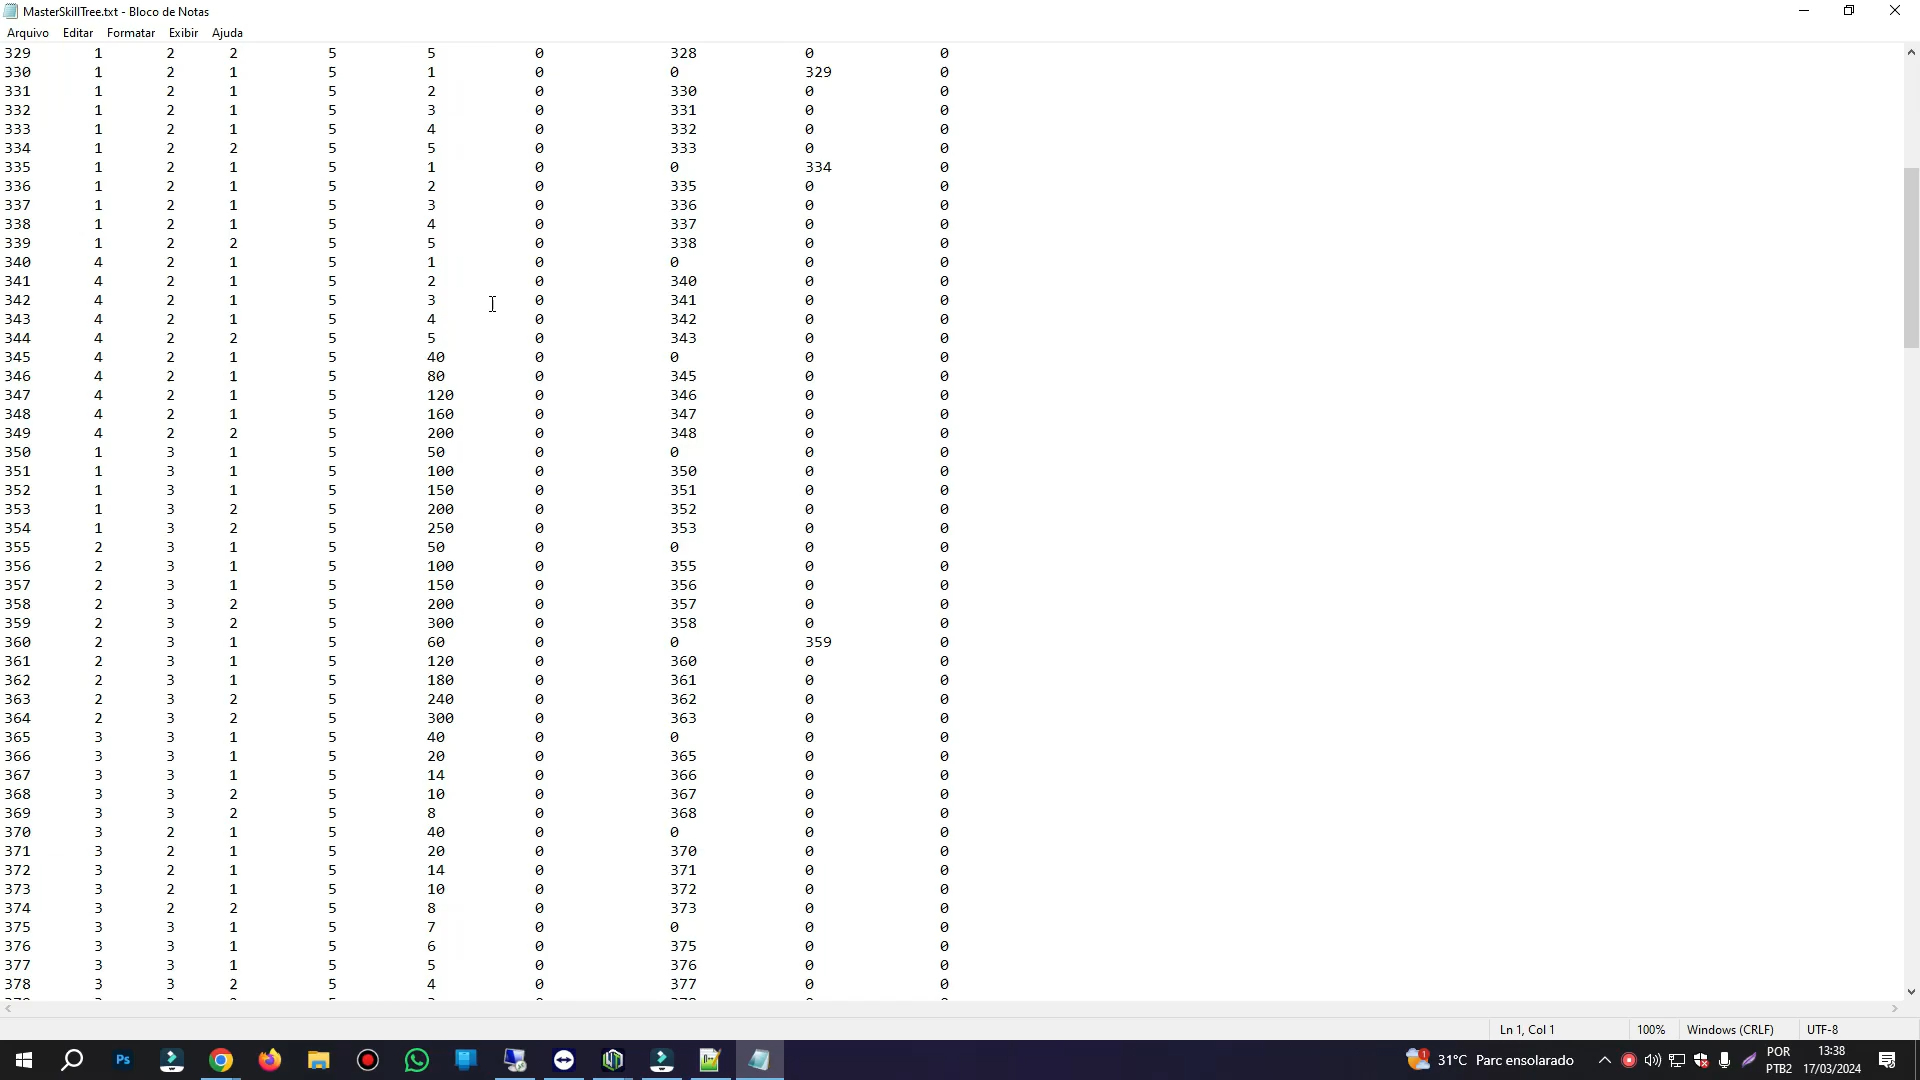 MasterSkillTree.txt - Bloco de Notas
Arquivo Editar Formatar Exibir Ajuda
329 1 2 2 5 5 0 328 0 0
330 1 2 1 5 1 0 0 329 0
331 1 2 1 5 2 0 330 0 0
332 1 2 1 5 3 0 331 0 0
333 1 2 1 5 4 0 332 0 0
334 1 2 2 5 5 0 333 0 0
335 1 2 1 5 1 0 0 334 0
336 1 2 1 5 2 0 335 0 0
337 1 2 1 5 3 0 336 0 0
338 1 2 1 5 4 0 337 0 0
339 1 2 2 5 5 0 338 0 0
340 4 2 1 5 1 0 0 0 0
341 4 2 1 5 2 0 340 0 0
342 4 2 1 5 3 0 341 0 0
343 4 2 1 5 4 0 342 0 0
344 4 2 2 5 5 0 343 0 0
345 4 2 1 5 40 0 0 0 0
346 4 2 1 5 80 0 345 0 0
347 4 2 1 5 120 0 346 0 0
348 4 2 1 5 160 0 347 0 0
349 4 2 2 5 200 0 348 0 0
350 1 3 1 5 50 0 0 0 0
351 1 3 1 5 100 0 350 0 0
352 1 3 1 5 150 0 351 0 0
353 1 3 2 5 200 0 352 0 0
354 1 3 2 5 250 0 353 0 0
355 2 3 1 5 50 0 0 0 0
356 2 3 1 5 100 0 355 0 0
357 2 3 1 5 150 0 356 0 0
358 2 3 2 5 200 0 357 0 0
359 2 3 2 5 300 0 358 0 0
360 2 3 1 5 60 0 0 359 0
361 2 3 1 5 120 0 360 0 0
362 2 3 1 5 180 0 361 0 0
363 2 3 2 5 240 0 362 0 0
364 2 3 2 5 300 0 363 0 0
365 3 3 1 5 40 0 0 0 0
366 3 3 1 5 20 0 365 0 0
367 3 3 1 5 14 0 366 0 0
368 3 3 2 5 10 0 367 0 0
369 3 3 2 5 8 0 368 0 0
370 3 2 1 5 40 0 0 0 0
371 3 2 1 5 20 0 370 0 0
372 3 2 1 5 14 0 371 0 0
373 3 2 1 5 10 0 372 0 0
374 3 2 2 5 8 0 373 0 0
375 3 3 1 5 7 0 0 0 0
376 3 3 1 5 6 0 375 0 0
377 3 3 1 5 5 0 376 0 0
378 3 3 2 5 4 0 377 0 0
Ln 1, Col 1 100% Windows (CRLF) UTF-8
Ps 1 31°C Parc ensolarado POR PTB2 13:38 17/03/2024